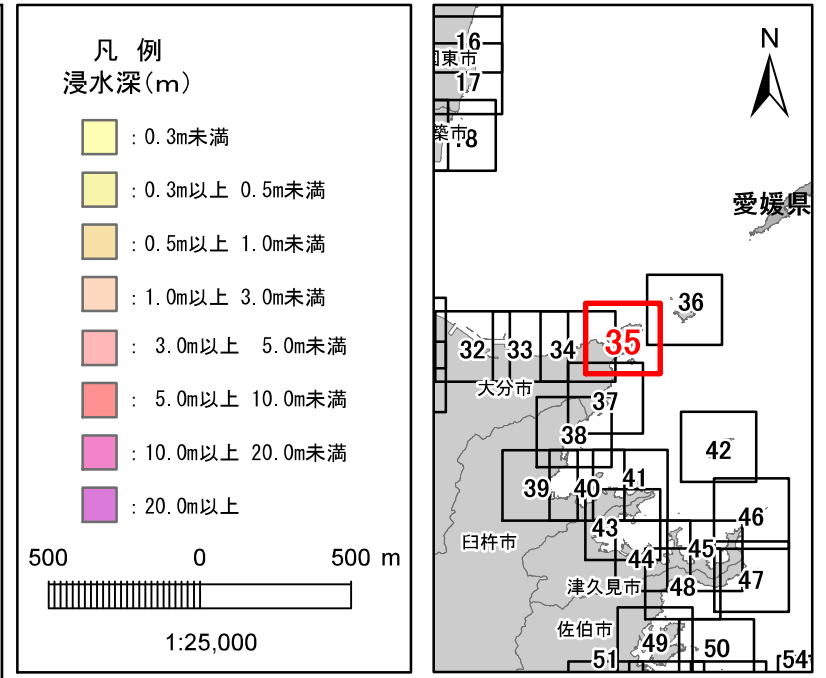 凡 例
浸水深(m)
: 0.3m未満
: 0.3m以上 0.5m未満
: 0.5m以上 1.0m未満
: 1.0m以上 3.0m未満
: 3.0m以上 5.0m未満
: 5.0m以上 10.0m未満
: 10.0m以上 20.0m未満
: 20.0m以上
500 0 500 m
1:25,000
N
16
東市
17
築市
愛媛県
36
35
32 33 34
大分市
37
38
42
39 40 41
46
43
臼杵市
45
44
津久見市 48 47
佐伯市
49 50
51 54